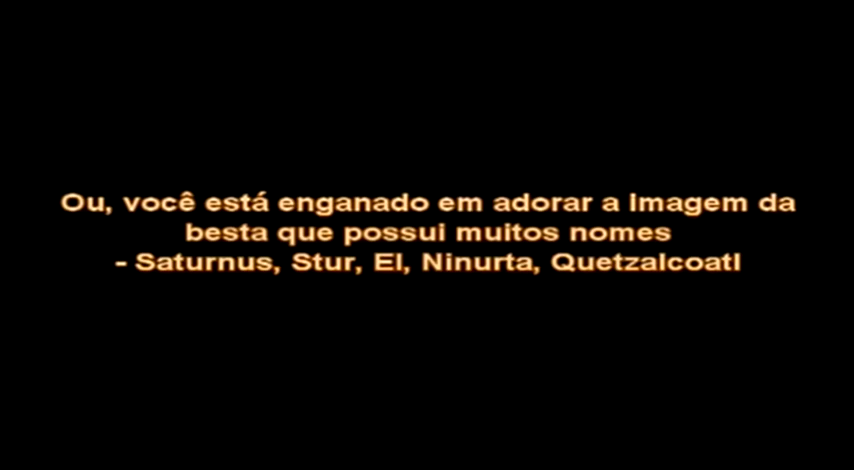 Ou, você está enganado em adorar a Imagem da
besta que possui muitos nomes
- Saturnus, Stur, El, Ninurta, Quetzalcoatl